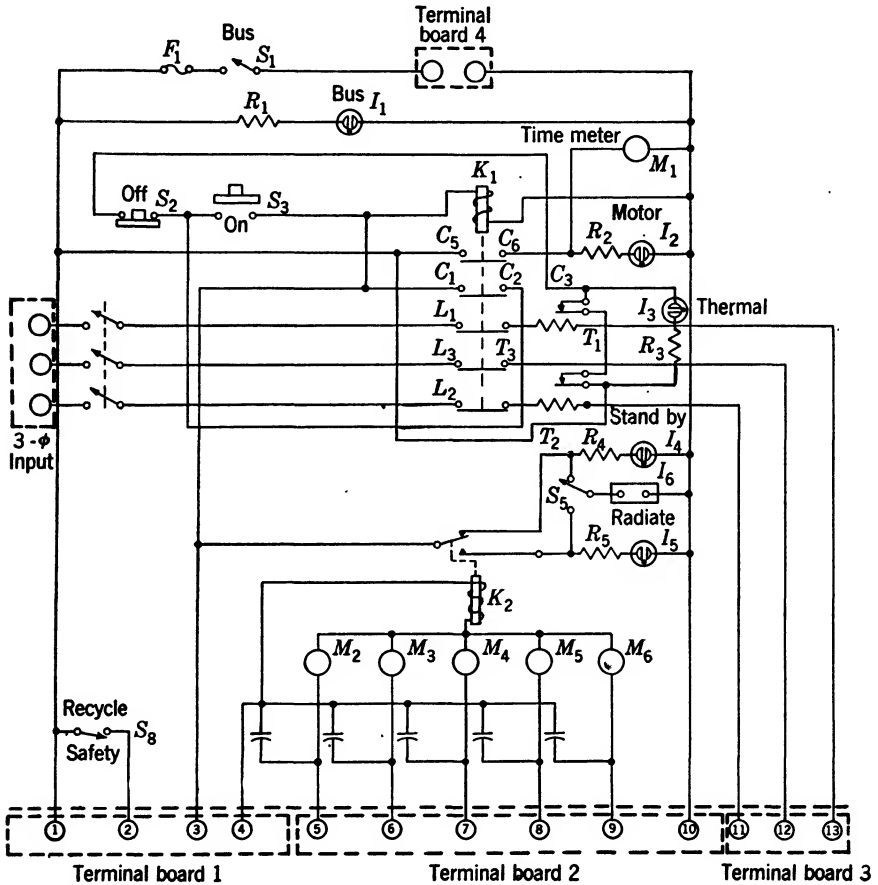 Terminal
board 4
Bus
F1
S1
Bus
R1
I1
Time meter
M1
K1
Off
S2
S3
On
Motor
C5
C6
R2
I2
C1
C2
C3
I3
Thermal
L1
T1
R3
L3
T3
L2
Stand by
3-φ
Input
T2
R4
I4
S5
I6
Radiate
R5
I5
K2
M2
M3
M4
M5
M6
Recycle
S8
Safety
1 2 3 4 5 6 7 8 9 10 11 12 13
Terminal board 1 Terminal board 2 Terminal board 3